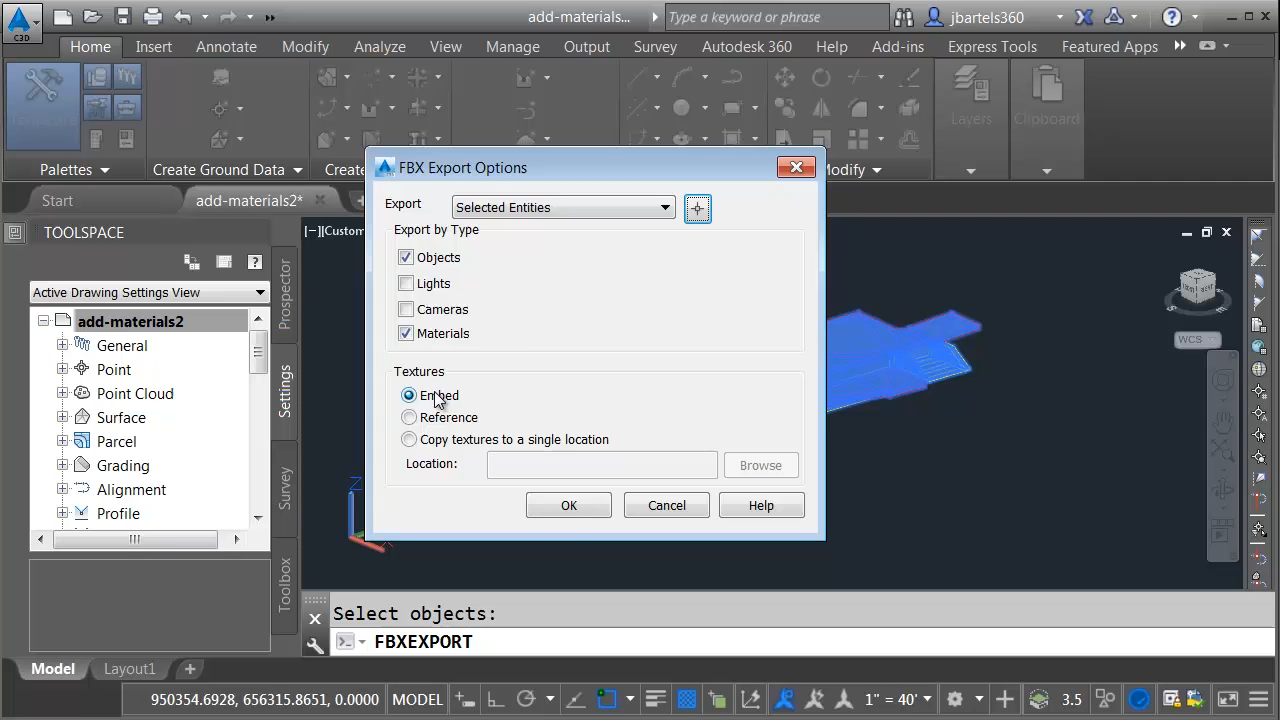 add-materials...
Type a keyword or phrase
jbartels360
C3D
Home Insert Annotate Modify Analyze View Manage Output Survey Autodesk 360 Help Add-ins Express Tools Featured Apps
Layers
Clipboard
Palettes
Create Ground Data
Modify
Start
add-materials2*
TOOLSPACE
Active Drawing Settings View
add-materials2
General
Point
Point Cloud
Surface
Parcel
Grading
Alignment
Profile
Prospector
Settings
Survey
Toolbox
FBX Export Options
Export
Selected Entities
Export by Type
Objects
Lights
Cameras
Materials
Textures
Embed
Reference
Copy textures to a single location
Location:
Browse
OK
Cancel
Help
WCS
Select objects:
FBXEXPORT
Model
Layout1
950354.6928, 656315.8651, 0.0000
MODEL
1" = 40'
3.5